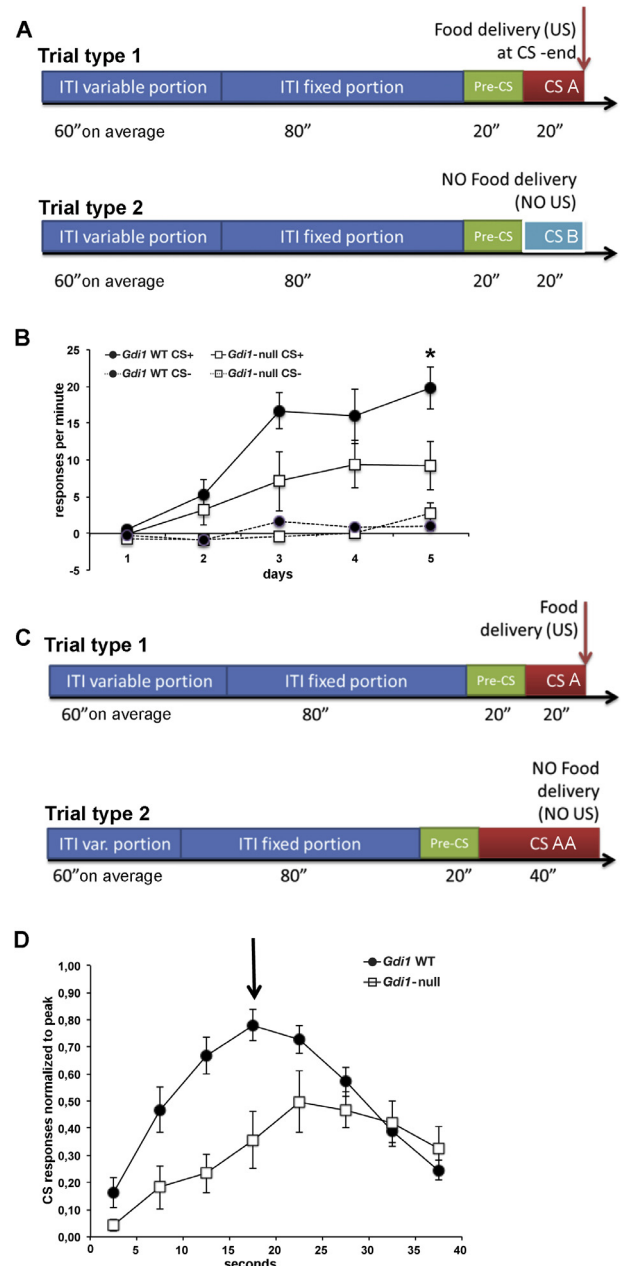 A
Food delivery (US)
at CS -end
Trial type 1
ITI variable portion
ITI fixed portion
Pre-CS
CS A
60” on average
80”
20”
20”
NO Food delivery
(NO US)
Trial type 2
ITI variable portion
ITI fixed portion
Pre-CS
CS B
60” on average
80”
20”
20”
B
25
20
15
10
5
0
-5
responses per minute
Gdi1 WT CS+
Gdi1-null CS+
Gdi1 WT CS-
Gdi1-null CS-
*
1
2
3
4
5
days
C
Food
delivery (US)
Trial type 1
ITI variable portion
ITI fixed portion
Pre-CS
CS A
60” on average
80”
20”
20”
NO Food
delivery
(NO US)
Trial type 2
ITI var. portion
ITI fixed portion
Pre-CS
CS AA
60” on average
80”
20”
40”
D
CS responses normalized to peak
1,00
0,90
0,80
0,70
0,60
0,50
0,40
0,30
0,20
0,10
0,00
Gdi1 WT
Gdi1-null
0
5
10
15
20
25
30
35
40
seconds